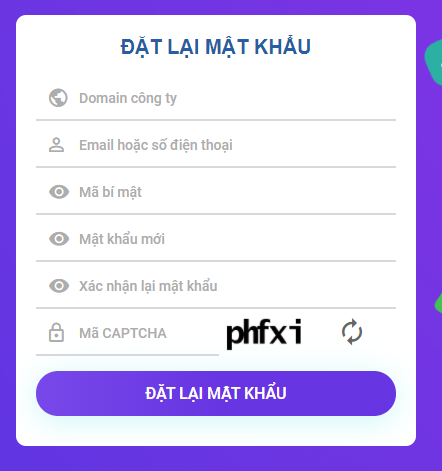 ĐẶT LẠI MẬT KHẨU
Domain công ty
Email hoặc số điện thoại
Mã bí mật
Mật khẩu mới
Xác nhận lại mật khẩu
Mã CAPTCHA phfxi
ĐẶT LẠI MẬT KHẨU